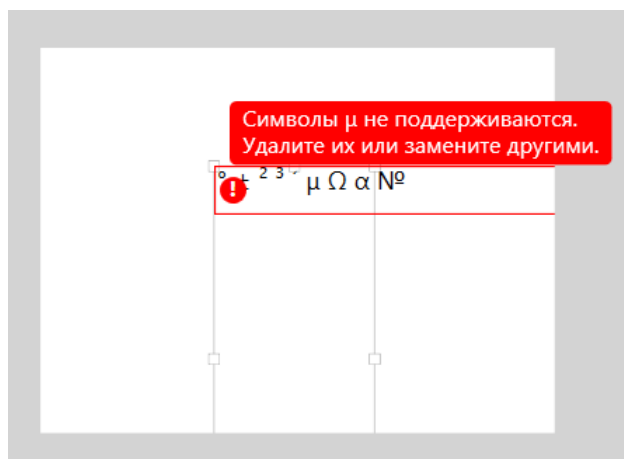 Символы μ не поддерживаются.
Удалите их или замените другими.
° ± ² ³ μ Ω α №